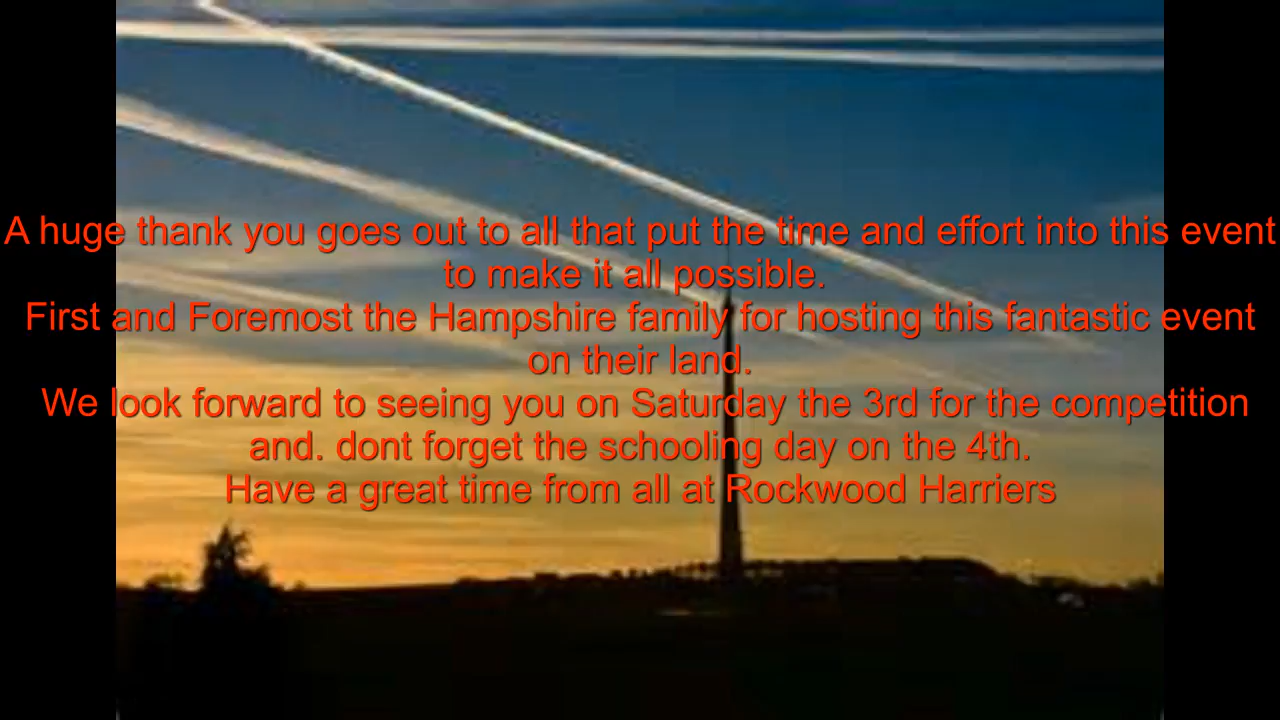 A huge thank you goes out to all that put the time and effort into this event
to make it all possible.
First and Foremost the Hampshire family for hosting this fantastic event
on their land.
We look forward to seeing you on Saturday the 3rd for the competition
and. dont forget the schooling day on the 4th.
Have a great time from all at Rockwood Harriers